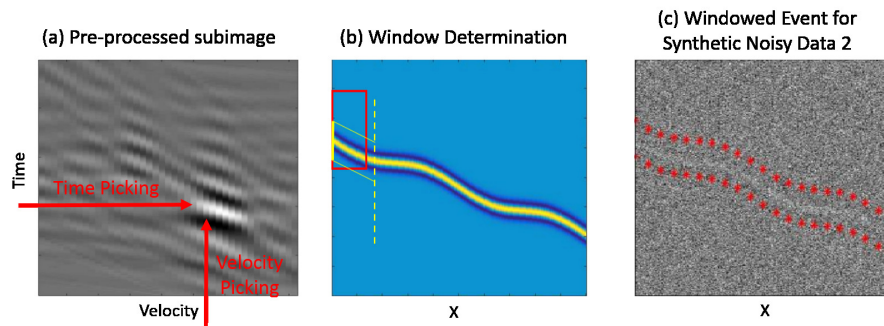 (a) Pre-processed subimage
(b) Window Determination
(c) Windowed Event for
Synthetic Noisy Data 2
Time
Time Picking
Velocity
Picking
Velocity
X
X